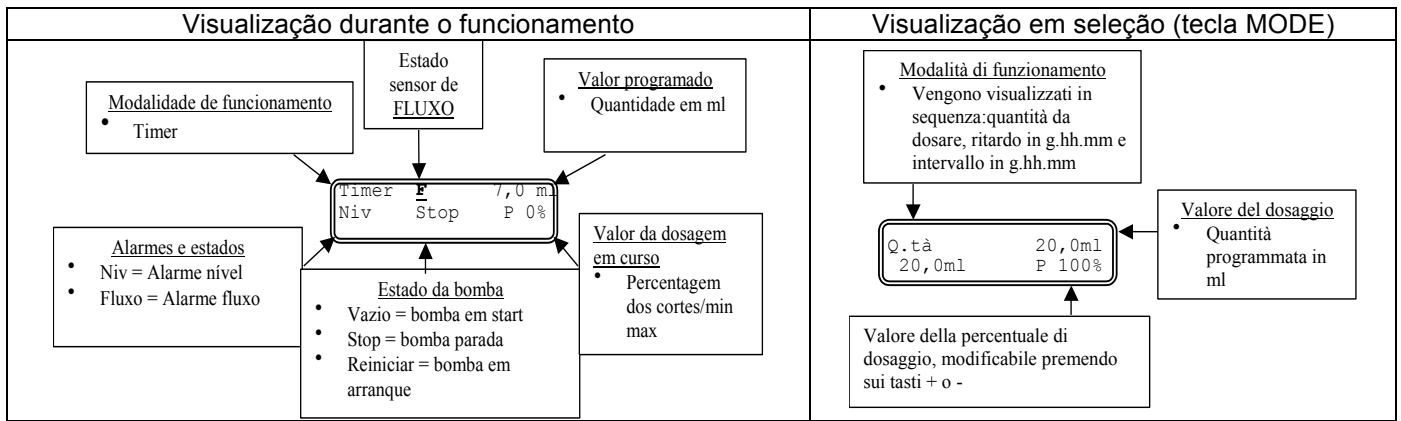 Visualização durante o funcionamento
Modalidade de funcionamento
• Timer
Estado
sensor de
FLUXO
Valor programado
• Quantidade em ml
Timer F 7,0 ml
Niv Stop P 0%
Alarmes e estados
• Niv = Alarme nível
• Fluxo = Alarme fluxo
Estado da bomba
• Vazio = bomba em start
• Stop = bomba parada
• Reiniciar = bomba em
arranque
Valor da dosagem
em curso
• Percentagem
dos cortes/min
max
Visualização em seleção (tecla MODE)
Modalità di funzionamento
• Vengono visualizzati in
sequenza:quantità da
dosare, ritardo in g.hh.mm e
intervallo in g.hh.mm
Q.tà 20,0ml
20,0ml P 100%
Valore del dosaggio
• Quantità
programmata in
ml
Valore della percentuale di
dosaggio, modificabile premendo
sui tasti + o -